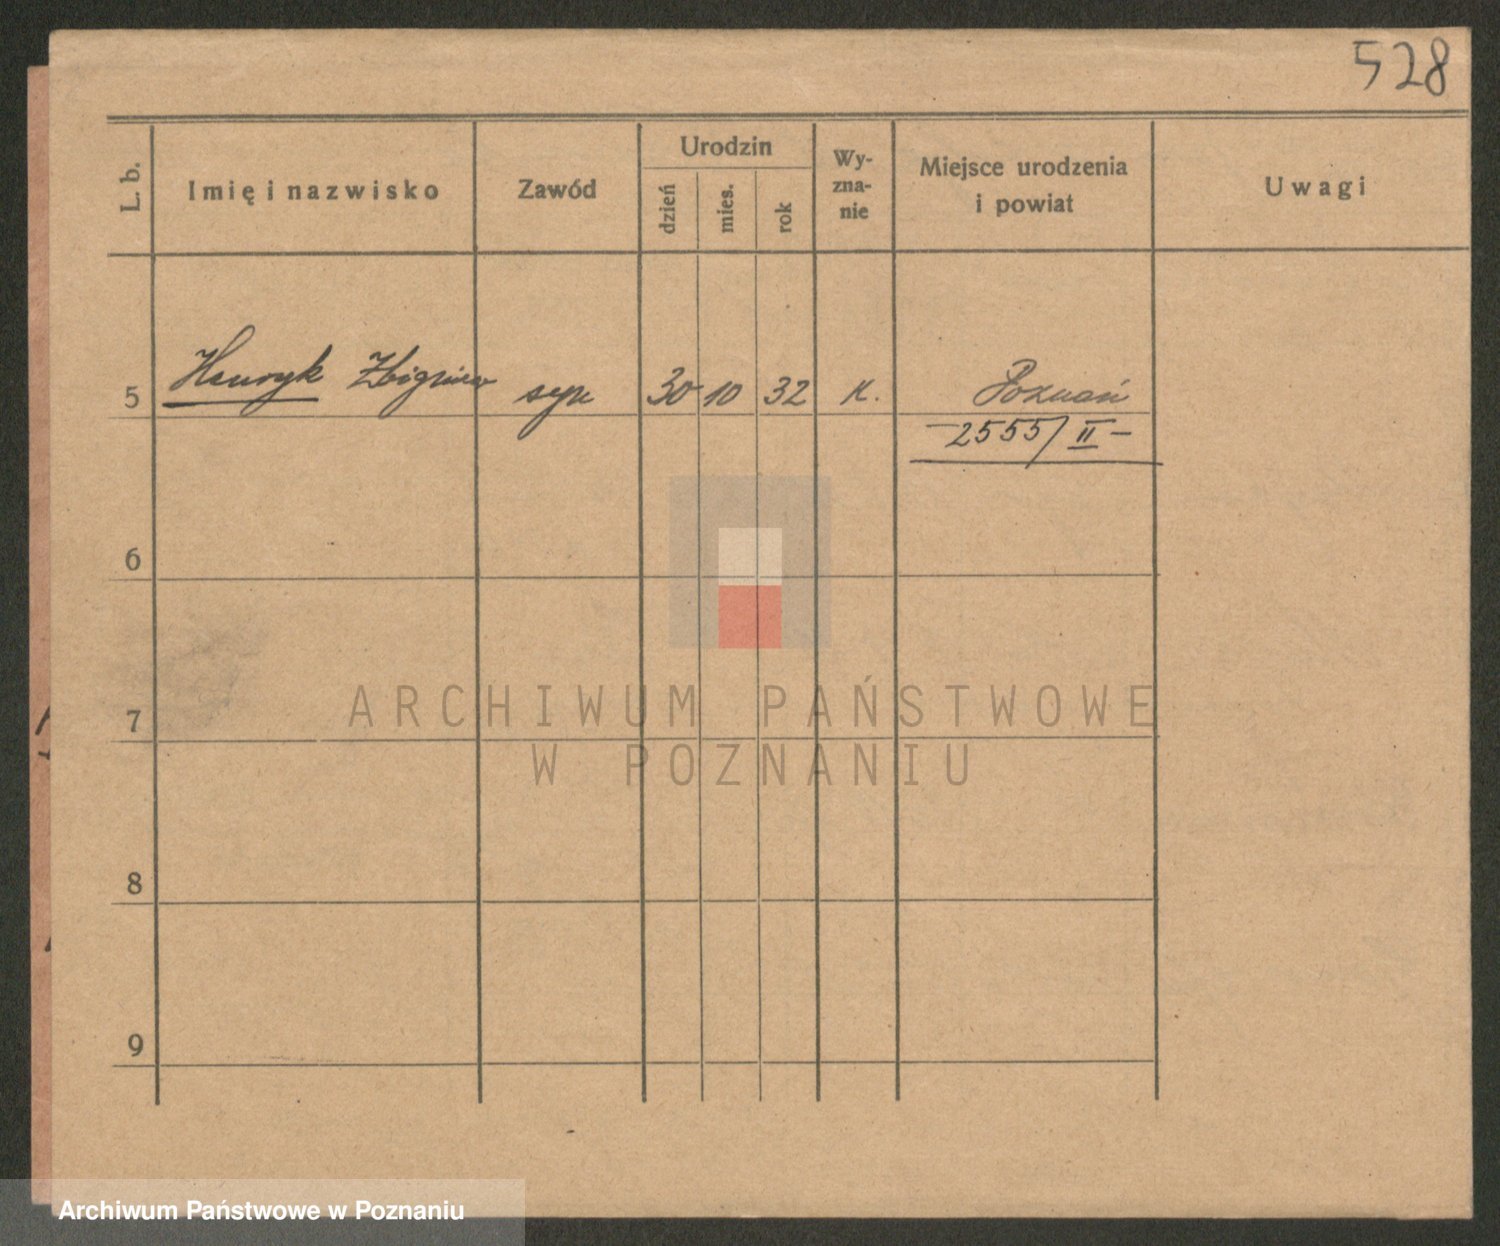 528
L. b.
Imię i nazwisko
Zawód
Urodzin
dzień
mies.
rok
Wy-
zna-
nie
Miejsce urodzenia
i powiat
Uwagi
5 Henryk Zbigniew syn 30 10 32 K. Poznań
—2555/II—
6
7
8
9
ARCHIWUM PAŃSTWOWE
W POZNANIU
Archiwum Państwowe w Poznaniu